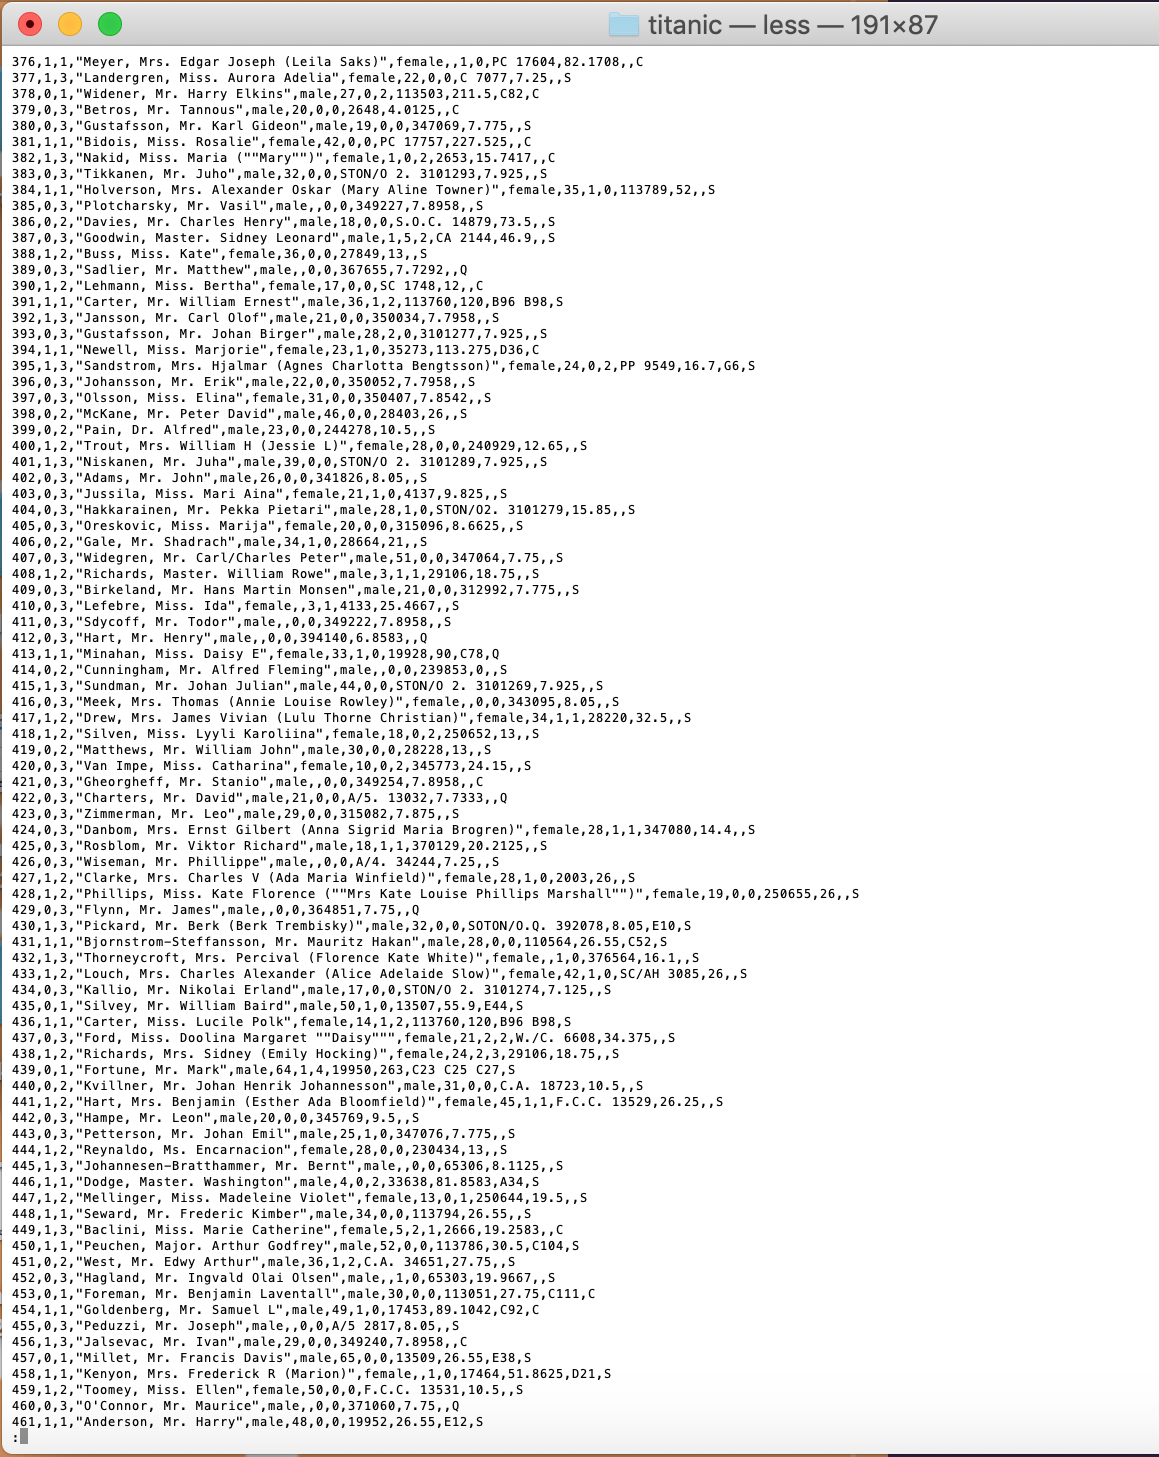 titanic — less — 191×87
376,1,1,"Meyer, Mrs. Edgar Joseph (Leila Saks)",female,,1,0,PC 17604,82.1708,,C
377,1,3,"Landergren, Miss. Aurora Adelia",female,22,0,0,C 7077,7.25,,S
378,0,1,"Widener, Mr. Harry Elkins",male,27,0,2,113503,211.5,C82,C
379,0,3,"Betros, Mr. Tannous",male,20,0,0,2648,4.0125,,C
380,0,3,"Gustafsson, Mr. Karl Gideon",male,19,0,0,347069,7.775,,S
381,1,1,"Bidois, Miss. Rosalie",female,42,0,0,PC 17757,227.525,,C
382,1,3,"Nakid, Miss. Maria (""Mary"")",female,1,0,2,2653,15.7417,,C
383,0,3,"Tikkanen, Mr. Juho",male,32,0,0,STON/O 2. 3101293,7.925,,S
384,1,1,"Holverson, Mrs. Alexander Oskar (Mary Aline Towner)",female,35,1,0,113789,52,,S
385,0,3,"Plotcharsky, Mr. Vasil",male,,0,0,349227,7.8958,,S
386,0,2,"Davies, Mr. Charles Henry",male,18,0,0,S.O.C. 14879,73.5,,S
387,0,3,"Goodwin, Master. Sidney Leonard",male,1,5,2,CA 2144,46.9,,S
388,1,2,"Buss, Miss. Kate",female,36,0,0,27849,13,,S
389,0,3,"Sadlier, Mr. Matthew",male,,0,0,367655,7.7292,,Q
390,1,2,"Lehmann, Miss. Bertha",female,17,0,0,SC 1748,12,,C
391,1,1,"Carter, Mr. William Ernest",male,36,1,2,113760,120,B96 B98,S
392,1,3,"Jansson, Mr. Carl Olof",male,21,0,0,350034,7.7958,,S
393,0,3,"Gustafsson, Mr. Johan Birger",male,28,2,0,3101277,7.925,,S
394,1,1,"Newell, Miss. Marjorie",female,23,1,0,35273,113.275,D36,C
395,1,3,"Sandstrom, Mrs. Hjalmar (Agnes Charlotta Bengtsson)",female,24,0,2,PP 9549,16.7,G6,S
396,0,3,"Johansson, Mr. Erik",male,22,0,0,350052,7.7958,,S
397,0,3,"Olsson, Miss. Elina",female,31,0,0,350407,7.8542,,S
398,0,2,"McKane, Mr. Peter David",male,46,0,0,28403,26,,S
399,0,2,"Pain, Dr. Alfred",male,23,0,0,244278,10.5,,S
400,1,2,"Trout, Mrs. William H (Jessie L)",female,28,0,0,240929,12.65,,S
401,1,3,"Niskanen, Mr. Juha",male,39,0,0,STON/O 2. 3101289,7.925,,S
402,0,3,"Adams, Mr. John",male,26,0,0,341826,8.05,,S
403,0,3,"Jussila, Miss. Mari Aina",female,21,1,0,4137,9.825,,S
404,0,3,"Hakkarainen, Mr. Pekka Pietari",male,28,1,0,STON/O2. 3101279,15.85,,S
405,0,3,"Oreskovic, Miss. Marija",female,20,0,0,315096,8.6625,,S
406,0,2,"Gale, Mr. Shadrach",male,34,1,0,28664,21,,S
407,0,3,"Widegren, Mr. Carl/Charles Peter",male,51,0,0,347064,7.75,,S
408,1,2,"Richards, Master. William Rowe",male,3,1,1,29106,18.75,,S
409,0,3,"Birkeland, Mr. Hans Martin Monsen",male,21,0,0,312992,7.775,,S
410,0,3,"Lefebre, Miss. Ida",female,,3,1,4133,25.4667,,S
411,0,3,"Sdycoff, Mr. Todor",male,,0,0,349222,7.8958,,S
412,0,3,"Hart, Mr. Henry",male,,0,0,394140,6.8583,,Q
413,1,1,"Minahan, Miss. Daisy E",female,33,1,0,19928,90,C78,Q
414,0,2,"Cunningham, Mr. Alfred Fleming",male,,0,0,239853,0,,S
415,1,3,"Sundman, Mr. Johan Julian",male,44,0,0,STON/O 2. 3101269,7.925,,S
416,0,3,"Meek, Mrs. Thomas (Annie Louise Rowley)",female,,0,0,343095,8.05,,S
417,1,2,"Drew, Mrs. James Vivian (Lulu Thorne Christian)",female,34,1,1,28220,32.5,,S
418,1,2,"Silven, Miss. Lyyli Karoliina",female,18,0,2,250652,13,,S
419,0,2,"Matthews, Mr. William John",male,30,0,0,28228,13,,S
420,0,3,"Van Impe, Miss. Catharina",female,10,0,2,345773,24.15,,S
421,0,3,"Gheorgheff, Mr. Stanio",male,,0,0,349254,7.8958,,C
422,0,3,"Charters, Mr. David",male,21,0,0,A/5. 13032,7.7333,,Q
423,0,3,"Zimmerman, Mr. Leo",male,29,0,0,315082,7.875,,S
424,0,3,"Danbom, Mrs. Ernst Gilbert (Anna Sigrid Maria Brogren)",female,28,1,1,347080,14.4,,S
425,0,3,"Rosblom, Mr. Viktor Richard",male,18,1,1,370129,20.2125,,S
426,0,3,"Wiseman, Mr. Phillippe",male,,0,0,A/4. 34244,7.25,,S
427,1,2,"Clarke, Mrs. Charles V (Ada Maria Winfield)",female,28,1,0,2003,26,,S
428,1,2,"Phillips, Miss. Kate Florence (""Mrs Kate Louise Phillips Marshall"")",female,19,0,0,250655,26,,S
429,0,3,"Flynn, Mr. James",male,,0,0,364851,7.75,,Q
430,1,3,"Pickard, Mr. Berk (Berk Trembisky)",male,32,0,0,SOTON/O.Q. 392078,8.05,E10,S
431,1,1,"Bjornstrom-Steffansson, Mr. Mauritz Hakan",male,28,0,0,110564,26.55,C52,S
432,1,3,"Thorneycroft, Mrs. Percival (Florence Kate White)",female,,1,0,376564,16.1,,S
433,1,2,"Louch, Mrs. Charles Alexander (Alice Adelaide Slow)",female,42,1,0,SC/AH 3085,26,,S
434,0,3,"Kallio, Mr. Nikolai Erland",male,17,0,0,STON/O 2. 3101274,7.125,,S
435,0,1,"Silvey, Mr. William Baird",male,50,1,0,13507,55.9,E44,S
436,1,1,"Carter, Miss. Lucile Polk",female,14,1,2,113760,120,B96 B98,S
437,0,3,"Ford, Miss. Doolina Margaret ""Daisy""",female,21,2,2,W./C. 6608,34.375,,S
438,1,2,"Richards, Mrs. Sidney (Emily Hocking)",female,24,2,3,29106,18.75,,S
439,0,1,"Fortune, Mr. Mark",male,64,1,4,19950,263,C23 C25 C27,S
440,0,2,"Kvillner, Mr. Johan Henrik Johannesson",male,31,0,0,C.A. 18723,10.5,,S
441,1,2,"Hart, Mrs. Benjamin (Esther Ada Bloomfield)",female,45,1,1,F.C.C. 13529,26.25,,S
442,0,3,"Hampe, Mr. Leon",male,20,0,0,345769,9.5,,S
443,0,3,"Petterson, Mr. Johan Emil",male,25,1,0,347076,7.775,,S
444,1,2,"Reynaldo, Ms. Encarnacion",female,28,0,0,230434,13,,S
445,1,3,"Johannesen-Bratthammer, Mr. Bernt",male,,0,0,65306,8.1125,,S
446,1,1,"Dodge, Master. Washington",male,4,0,2,33638,81.8583,A34,S
447,1,2,"Mellinger, Miss. Madeleine Violet",female,13,0,1,250644,19.5,,S
448,1,1,"Seward, Mr. Frederic Kimber",male,34,0,0,113794,26.55,,S
449,1,3,"Baclini, Miss. Marie Catherine",female,5,2,1,2666,19.2583,,C
450,1,1,"Peuchen, Major. Arthur Godfrey",male,52,0,0,113786,30.5,C104,S
451,0,2,"West, Mr. Edwy Arthur",male,36,1,2,C.A. 34651,27.75,,S
452,0,3,"Hagland, Mr. Ingvald Olai Olsen",male,,1,0,65303,19.9667,,S
453,0,1,"Foreman, Mr. Benjamin Laventall",male,30,0,0,113051,27.75,C111,C
454,1,1,"Goldenberg, Mr. Samuel L",male,49,1,0,17453,89.1042,C92,C
455,0,3,"Peduzzi, Mr. Joseph",male,,0,0,A/5 2817,8.05,,S
456,1,3,"Jalsevac, Mr. Ivan",male,29,0,0,349240,7.8958,,C
457,0,1,"Millet, Mr. Francis Davis",male,65,0,0,13509,26.55,E38,S
458,1,1,"Kenyon, Mrs. Frederick R (Marion)",female,,1,0,17464,51.8625,D21,S
459,1,2,"Toomey, Miss. Ellen",female,50,0,0,F.C.C. 13531,10.5,,S
460,0,3,"O'Connor, Mr. Maurice",male,,0,0,371060,7.75,,Q
461,1,1,"Anderson, Mr. Harry",male,48,0,0,19952,26.55,E12,S
: